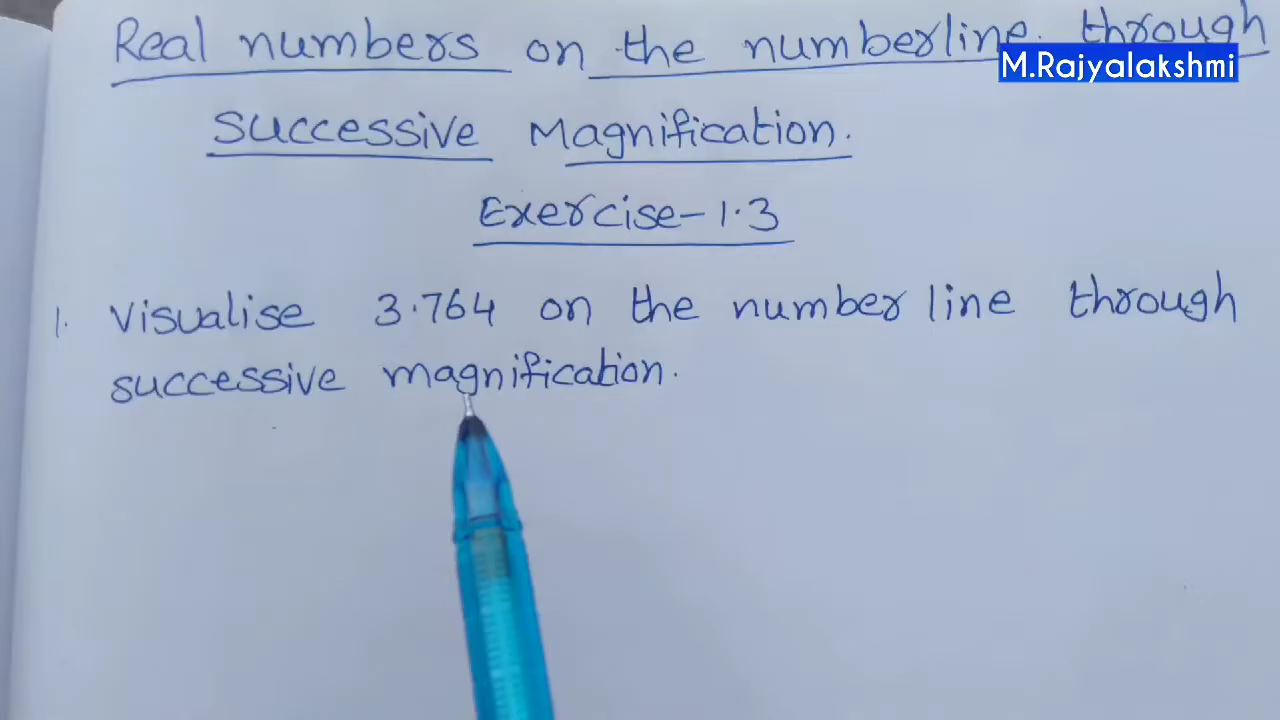 Real numbers on the numberline through
M.Rajyalakshmi
Successive Magnification.
Exercise-1.3
1. Visualise 3.764 on the number line through
successive magnification.